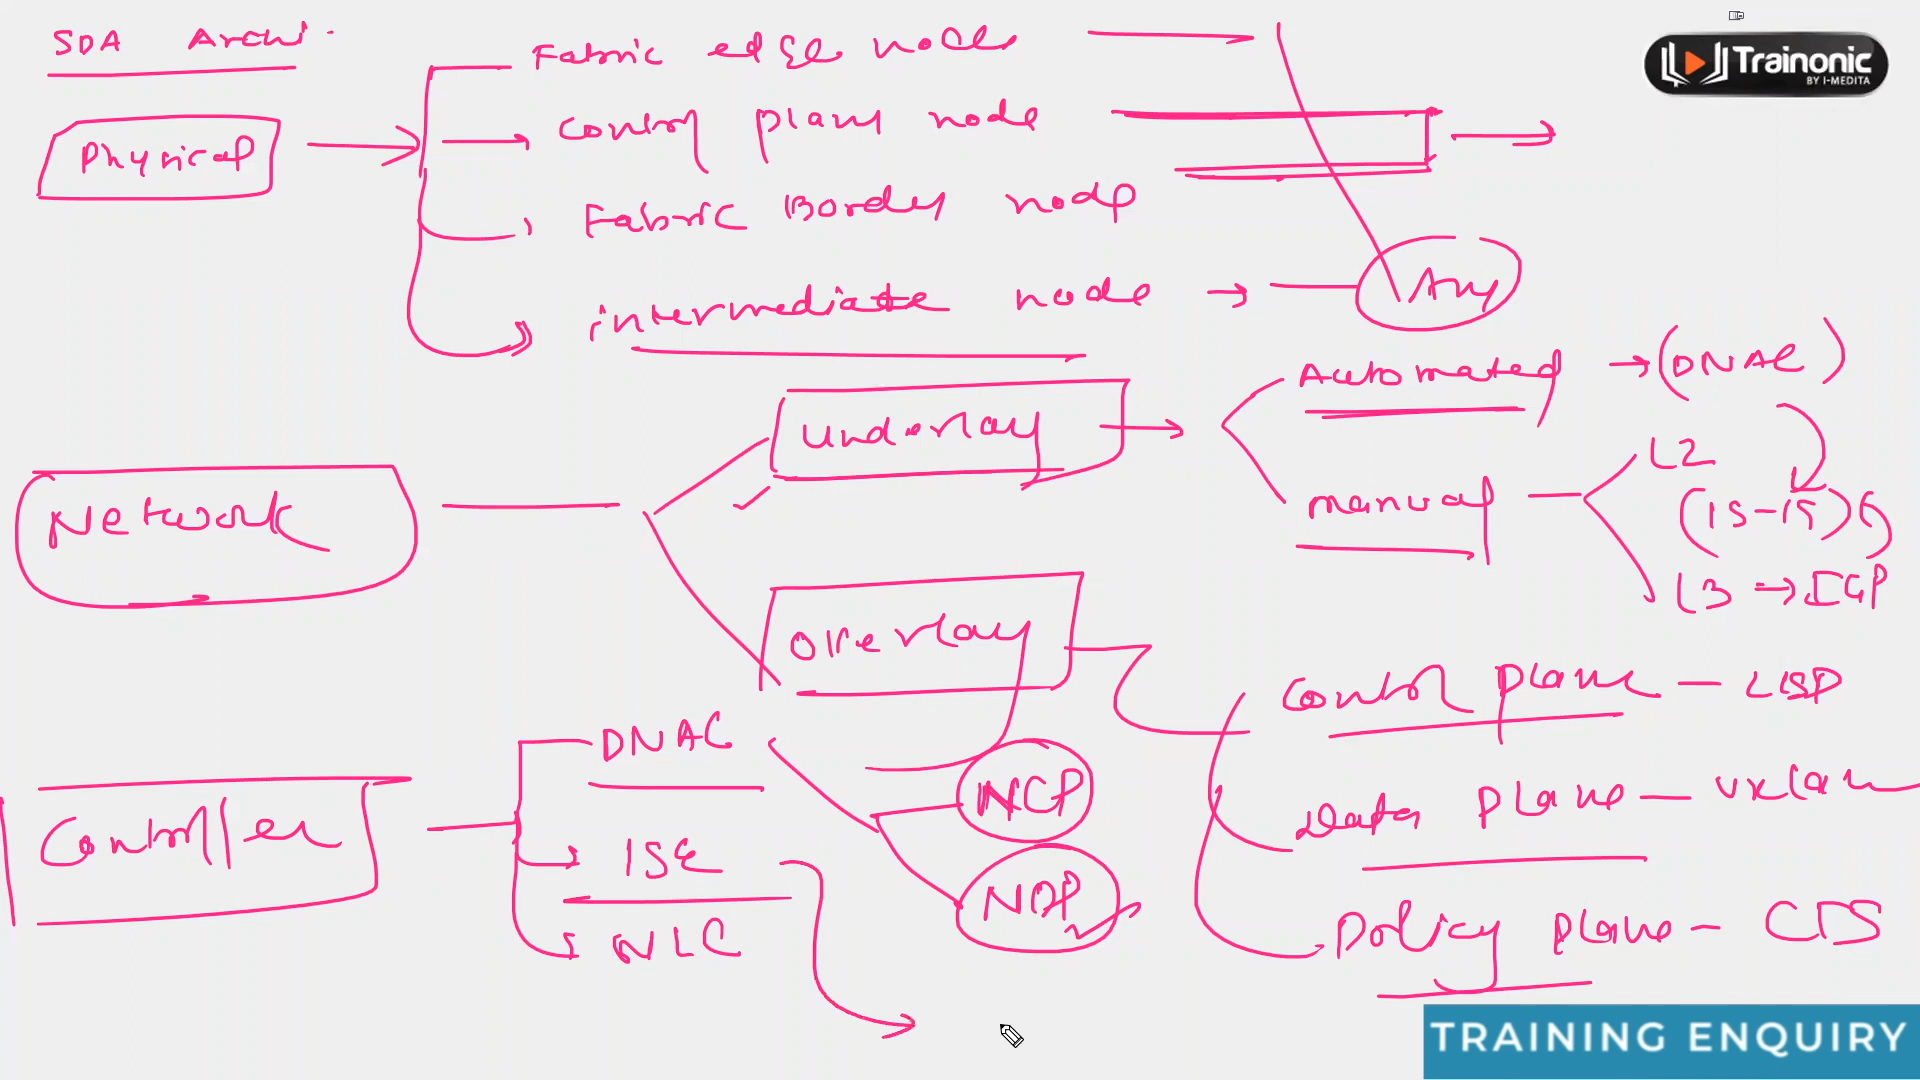 SDA Archi.
Fabric edge node
Trainonic
BY I-MEDITA
Physical
Control plane node
Fabric Border node
intermediate node
Any
Underlay
Automated
(DNAC)
manual
L2
(IS-IS)
L3
IGP
Network
Overlay
Control plane - LISP
Data plane - vxlan
Policy plane - CTS
Controller
DNAC
NCP
ISE
NDP
WLC
TRAINING ENQUIRY